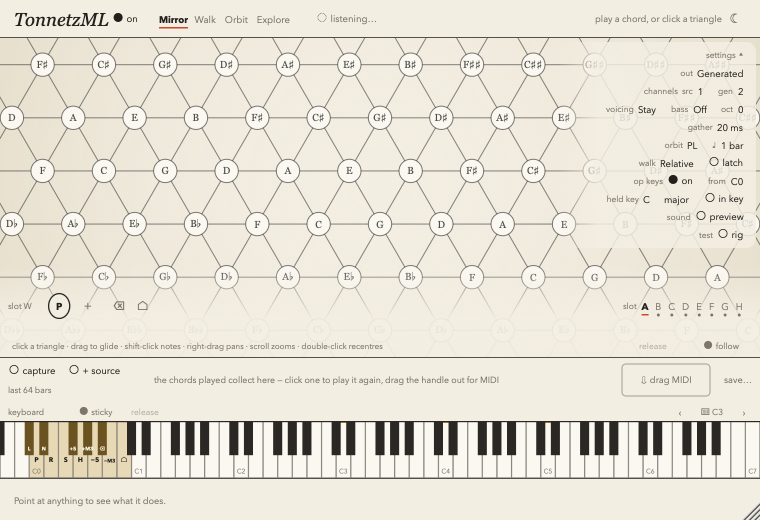 TonnetzML on Mirror Walk Orbit Explore listening... play a chord, or click a triangle
settings
F♯ C♯ G♯ D♯ A♯ E♯ B♯ F♯♯ C♯♯ G♯♯ D♯♯ A♯♯
out Generated
channels src 1 gen 2
D A E B F♯ C♯ G♯ D♯ A♯ E♯ B♯ F♯♯ C♯♯
voicing Stay bass Off oct 0
gather 20 ms
orbit PL ♩ 1 bar
F C G D A E B F♯ C♯ G♯
walk Relative latch
op keys on from C0
held key C major in key
D♭ A♭ E♭ B♭ F C G D A E B F♯ C♯
sound preview
test rig
F♭ C♭ G♭ D♭ A♭ E♭ B♭ F C G D A
slot W P + slot A B C D E F G H
click a triangle · drag to glide · shift-click notes · right-drag pans · scroll zooms · double-click recentres release follow
capture + source
the chords played collect here – click one to play it again, drag the handle out for MIDI
⇩ drag MIDI save...
last 64 bars
keyboard sticky release ‹ C3 ›
L N +S +M3
P R S H −S −M3
C0 C1 C2 C3 C4 C5 C6 C7
Point at anything to see what it does.